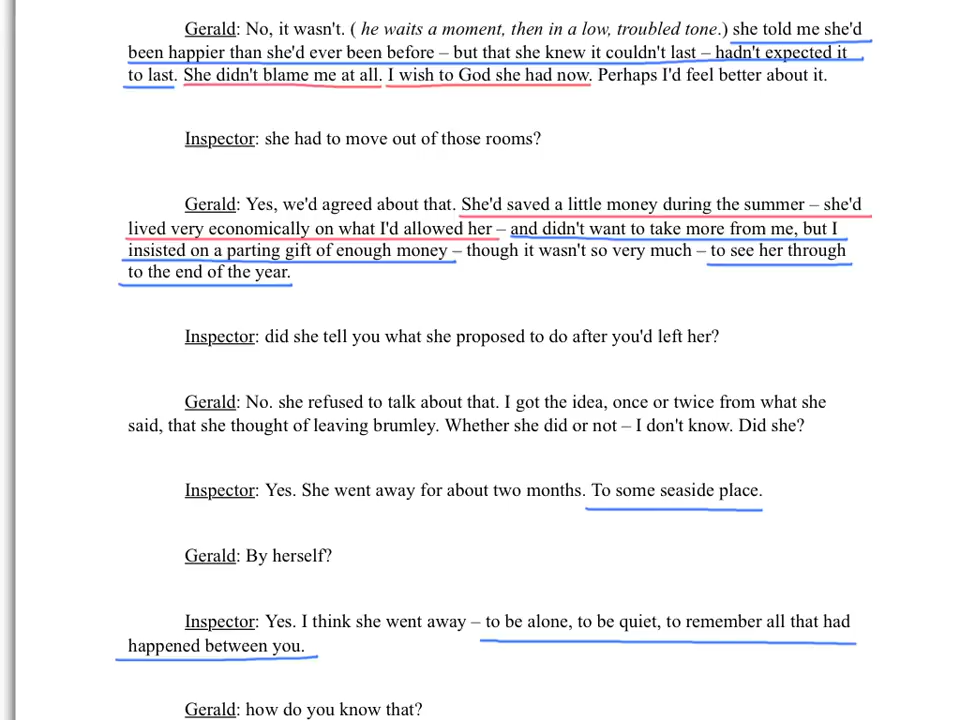 Gerald: No, it wasn't. ( he waits a moment, then in a low, troubled tone.) she told me she'd
been happier than she'd ever been before – but that she knew it couldn't last – hadn't expected it
to last. She didn't blame me at all. I wish to God she had now. Perhaps I'd feel better about it.
Inspector: she had to move out of those rooms?
Gerald: Yes, we'd agreed about that. She'd saved a little money during the summer – she'd
lived very economically on what I'd allowed her – and didn't want to take more from me, but I
insisted on a parting gift of enough money – though it wasn't so very much – to see her through
to the end of the year.
Inspector: did she tell you what she proposed to do after you'd left her?
Gerald: No. she refused to talk about that. I got the idea, once or twice from what she
said, that she thought of leaving brumley. Whether she did or not – I don't know. Did she?
Inspector: Yes. She went away for about two months. To some seaside place.
Gerald: By herself?
Inspector: Yes. I think she went away – to be alone, to be quiet, to remember all that had
happened between you.
Gerald: how do you know that?